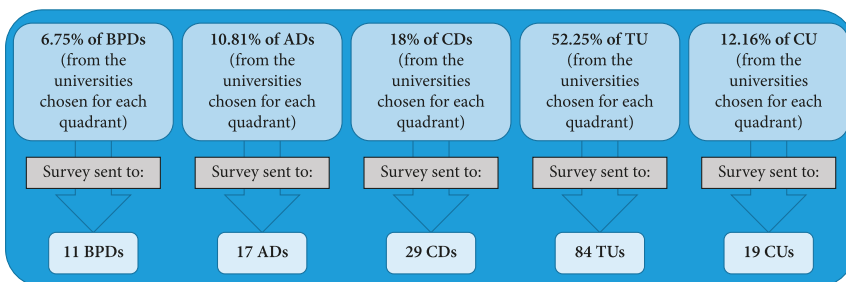 6.75% of BPDs
(from the
universities
chosen for each
quadrant)
10.81% of ADs
(from the
universities
chosen for each
quadrant)
18% of CDs
(from the
universities
chosen for each
quadrant)
52.25% of TU
(from the
universities
chosen for each
quadrant)
12.16% of CU
(from the
universities
chosen for each
quadrant)
Survey sent to:
Survey sent to:
Survey sent to:
Survey sent to:
Survey sent to:
11 BPDs
17 ADs
29 CDs
84 TUs
19 CUs